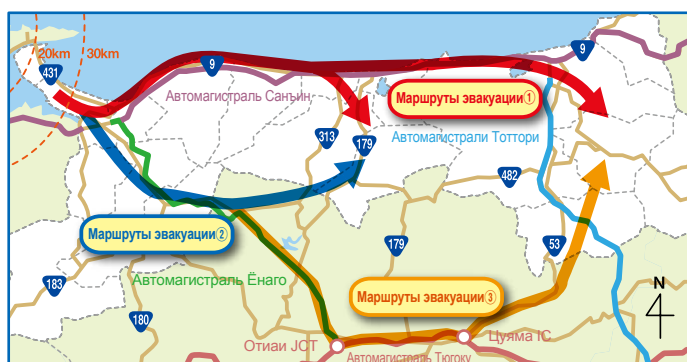 20km
30km
431
9
9
Автомагистраль Санъин
Маршруты эвакуации①
313
Автомагистрали Тоттори
179
482
Маршруты эвакуации②
179
53
Автомагистраль Ёнаго
183
Маршруты эвакуации③
N
180
Отиаи JCT
Цуяма IC
Автомагистраль Тюгоку